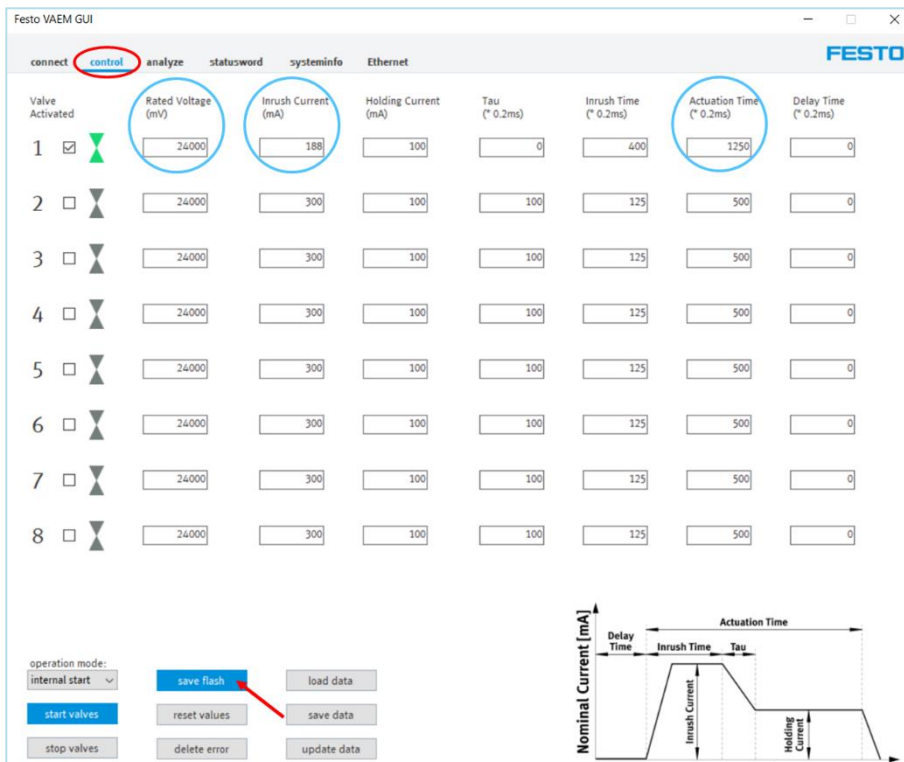 Festo VAEM GUI
FESTO
connect control analyze statusword systeminfo Ethernet
Valve Activated Rated Voltage (mV) Inrush Current (mA) Holding Current (mA) Tau (* 0.2ms) Inrush Time (* 0.2ms) Actuation Time (* 0.2ms) Delay Time (* 0.2ms)
1 24000 188 100 0 400 1250 0
2 24000 300 100 100 125 500 0
3 24000 300 100 100 125 500 0
4 24000 300 100 100 125 500 0
5 24000 300 100 100 125 500 0
6 24000 300 100 100 125 500 0
7 24000 300 100 100 125 500 0
8 24000 300 100 100 125 500 0
operation mode:
internal start save flash load data
start valves reset values save data
stop valves delete error update data
Nominal Current [mA]
Actuation Time
Delay Time
Inrush Time
Tau
Inrush Current
Holding Current